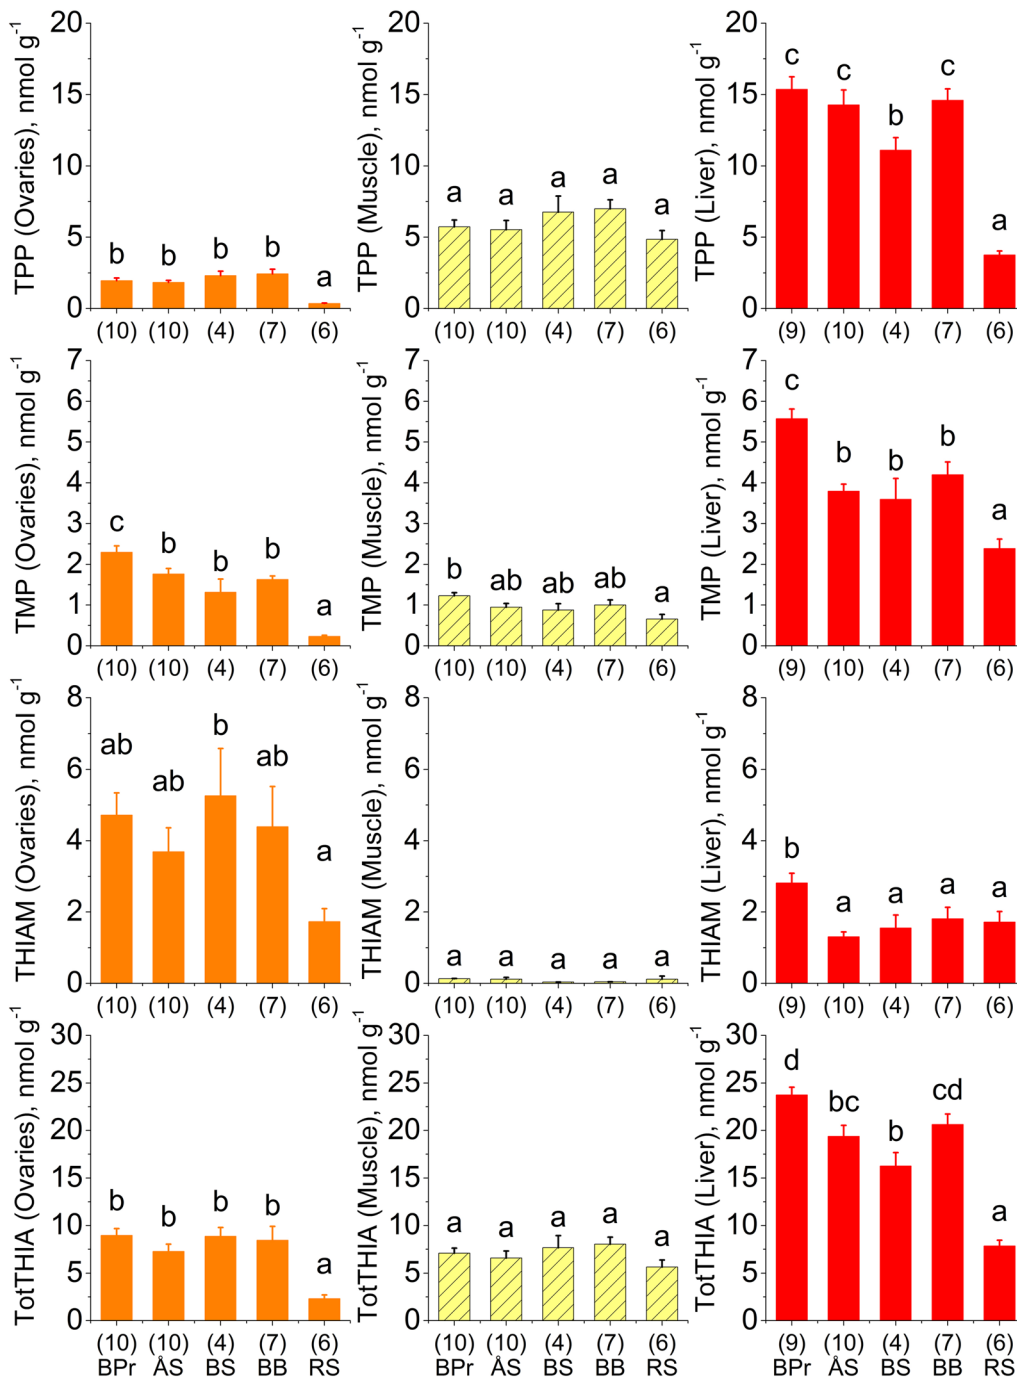 TPP (Ovaries), nmol g-1
20
15
10
5
0
b
b
b
b
a
(10) (10) (4) (7) (6)
TPP (Muscle), nmol g-1
20
15
10
5
0
a
a
a
a
a
(10) (10) (4) (7) (6)
TPP (Liver), nmol g-1
20
15
10
5
0
c
c
b
c
a
(9) (10) (4) (7) (6)
TMP (Ovaries), nmol g-1
7
6
5
4
3
2
1
0
c
b
b
b
a
(10) (10) (4) (7) (6)
TMP (Muscle), nmol g-1
7
6
5
4
3
2
1
0
b
ab
ab
ab
a
(10) (10) (4) (7) (6)
TMP (Liver), nmol g-1
7
6
5
4
3
2
1
0
c
b
b
b
a
(9) (10) (4) (7) (6)
THIAM (Ovaries), nmol g-1
8
6
4
2
0
ab
ab
b
ab
a
(10) (10) (4) (7) (6)
THIAM (Muscle), nmol g-1
8
6
4
2
0
a
a
a
a
a
(10) (10) (4) (7) (6)
THIAM (Liver), nmol g-1
8
6
4
2
0
b
a
a
a
a
(9) (10) (4) (7) (6)
TotTHIA (Ovaries), nmol g-1
30
25
20
15
10
5
0
b
b
b
b
a
(10) (10) (4) (7) (6)
BPr ÅS BS BB RS
TotTHIA (Muscle), nmol g-1
30
25
20
15
10
5
0
a
a
a
a
a
(10) (10) (4) (7) (6)
BPr ÅS BS BB RS
TotTHIA (Liver), nmol g-1
30
25
20
15
10
5
0
d
bc
b
cd
a
(9) (10) (4) (7) (6)
BPr ÅS BS BB RS